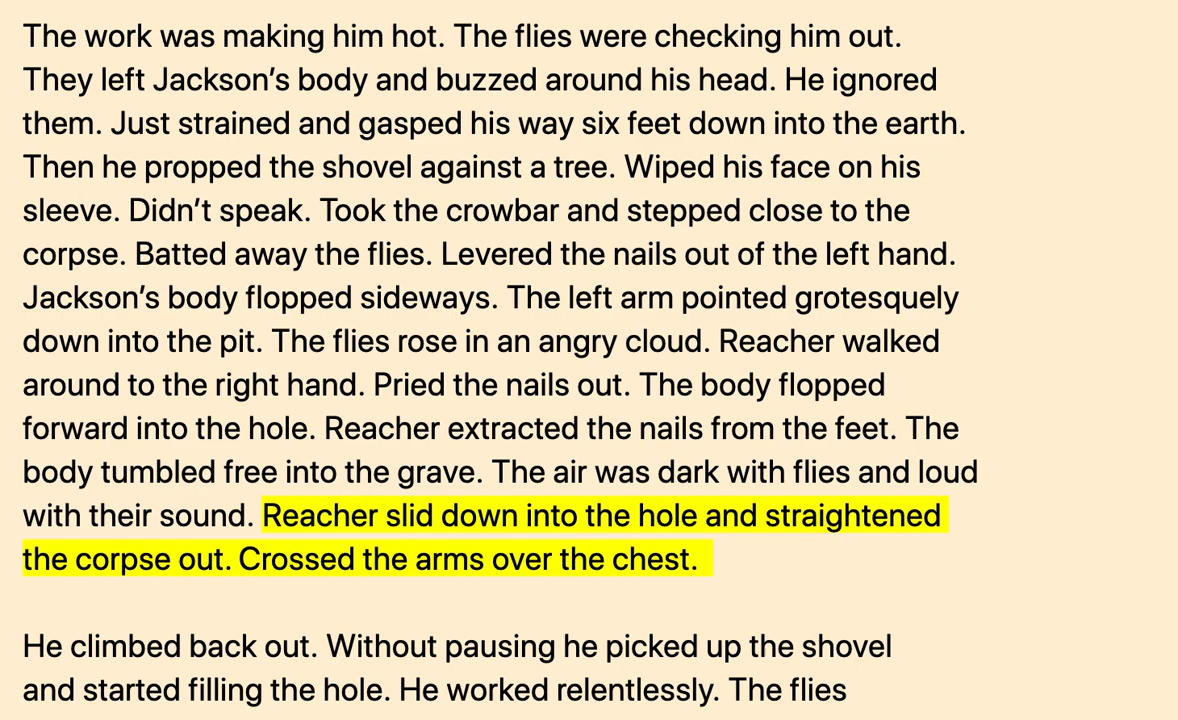 The work was making him hot. The flies were checking him out.
They left Jackson’s body and buzzed around his head. He ignored
them. Just strained and gasped his way six feet down into the earth.
Then he propped the shovel against a tree. Wiped his face on his
sleeve. Didn’t speak. Took the crowbar and stepped close to the
corpse. Batted away the flies. Levered the nails out of the left hand.
Jackson’s body flopped sideways. The left arm pointed grotesquely
down into the pit. The flies rose in an angry cloud. Reacher walked
around to the right hand. Pried the nails out. The body flopped
forward into the hole. Reacher extracted the nails from the feet. The
body tumbled free into the grave. The air was dark with flies and loud
with their sound. Reacher slid down into the hole and straightened
the corpse out. Crossed the arms over the chest.
He climbed back out. Without pausing he picked up the shovel
and started filling the hole. He worked relentlessly. The flies